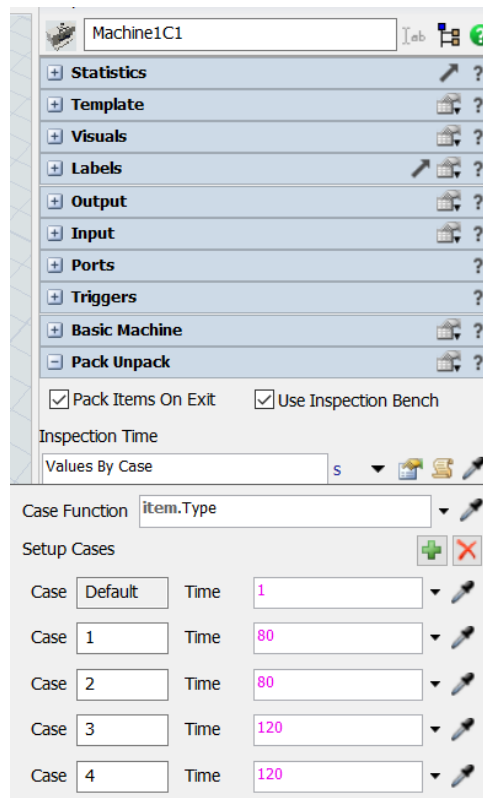 Machine1C1
Statistics ?
Template ?
Visuals ?
Labels ?
Output ?
Input ?
Ports ?
Triggers ?
Basic Machine ?
Pack Unpack ?
Pack Items On Exit Use Inspection Bench
Inspection Time
Values By Case s
Case Function item.Type
Setup Cases
Case Default Time 1
Case 1 Time 80
Case 2 Time 80
Case 3 Time 120
Case 4 Time 120